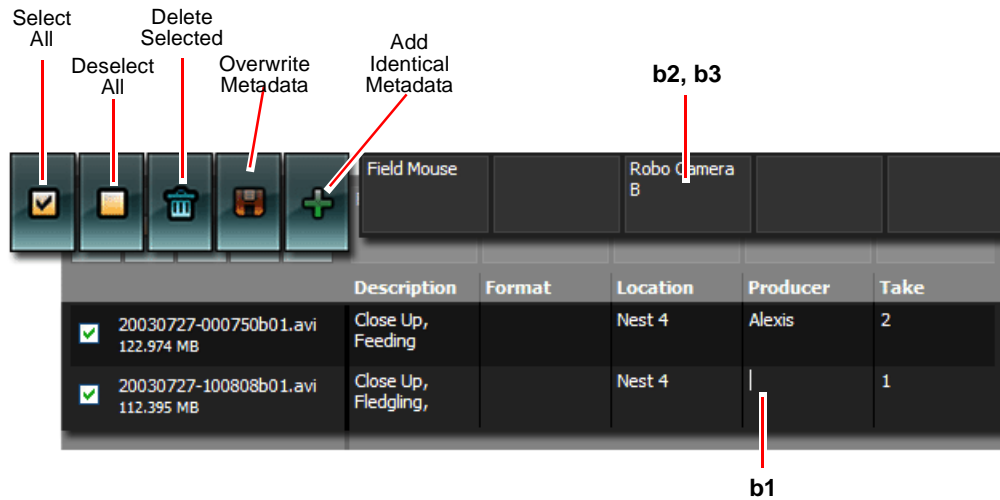 Select
All
Delete
Selected
Deselect
All
Overwrite
Metadata
Add
Identical
Metadata
b2, b3
Field Mouse
Robo Camera
B
Description Format Location Producer Take
20030727-000750b01.avi
122.974 MB
Close Up,
Feeding
Nest 4
Alexis
2
20030727-100808b01.avi
112.395 MB
Close Up,
Fledgling,
Nest 4
1
b1